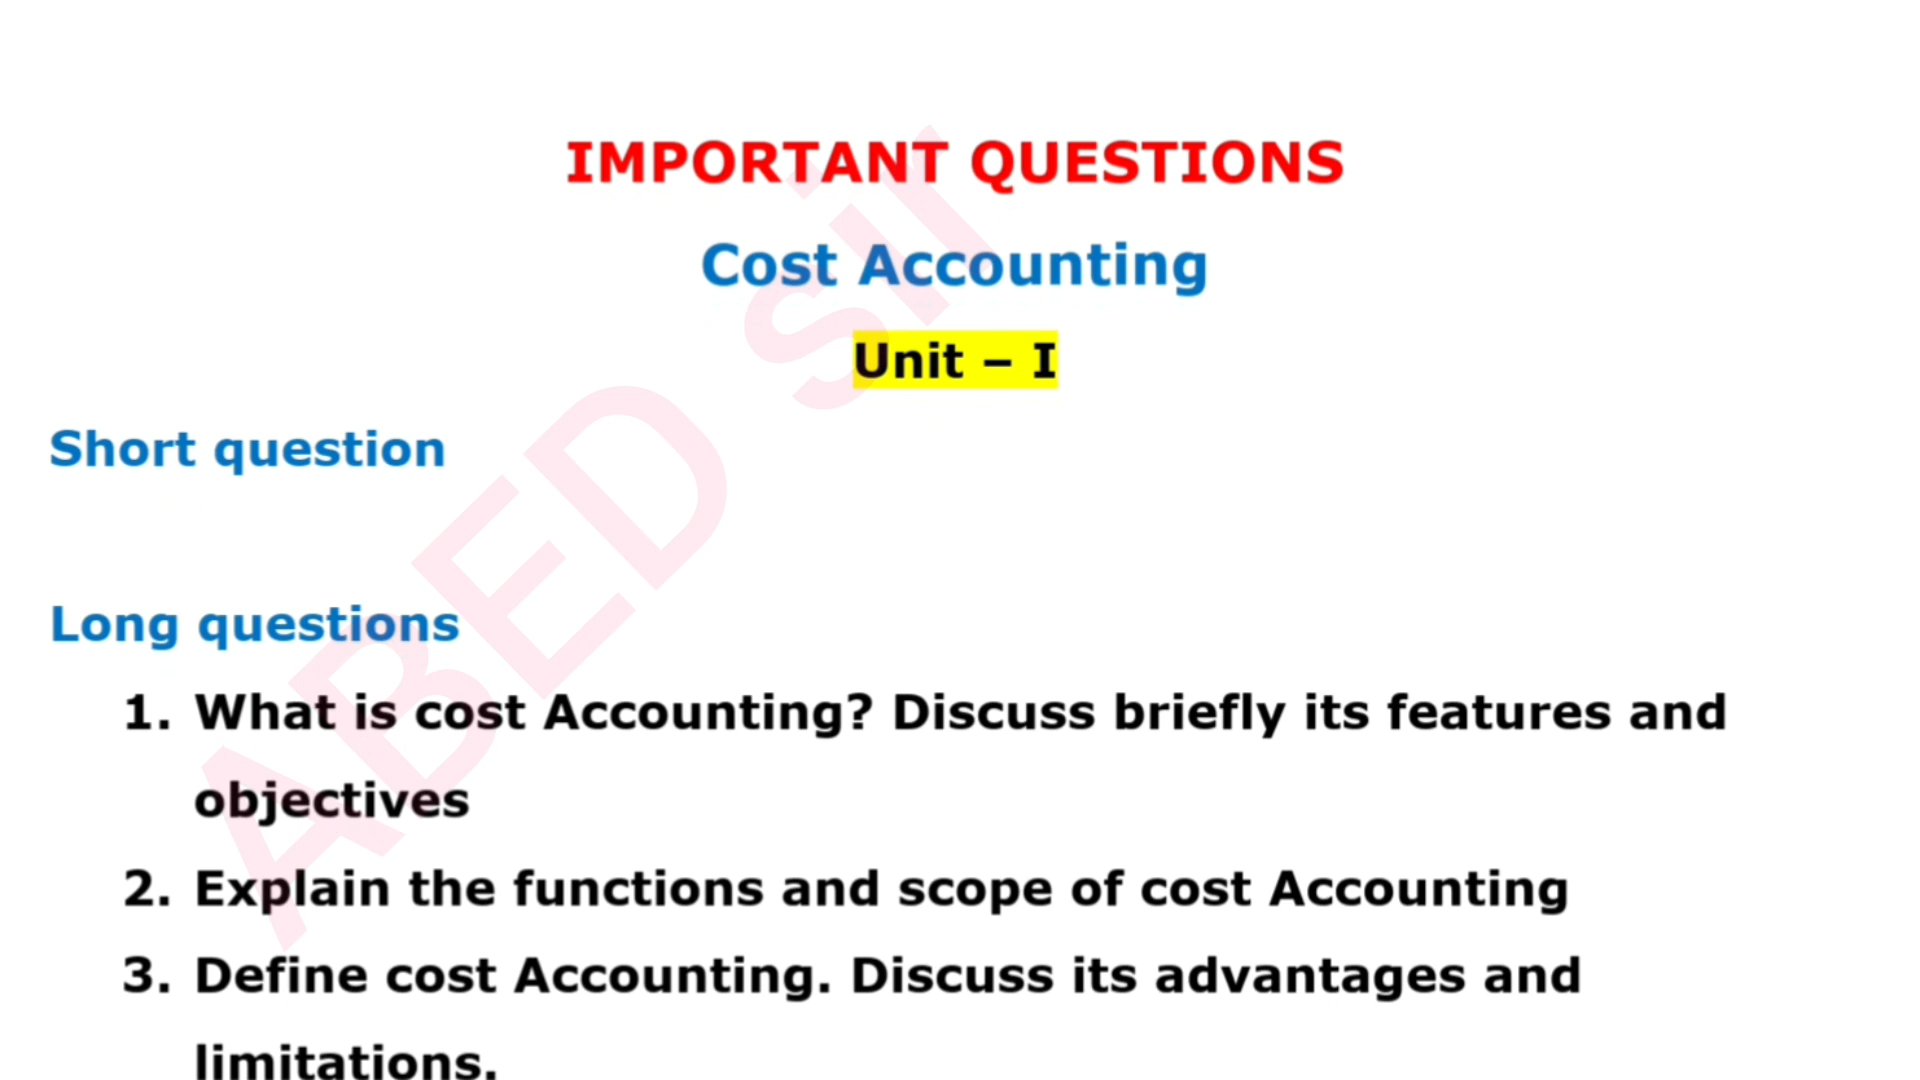 IMPORTANT QUESTIONS
Cost Accounting
Unit – I
Short question
Long questions
1. What is cost Accounting? Discuss briefly its features and
objectives
2. Explain the functions and scope of cost Accounting
3. Define cost Accounting. Discuss its advantages and
limitations.
ABED sir